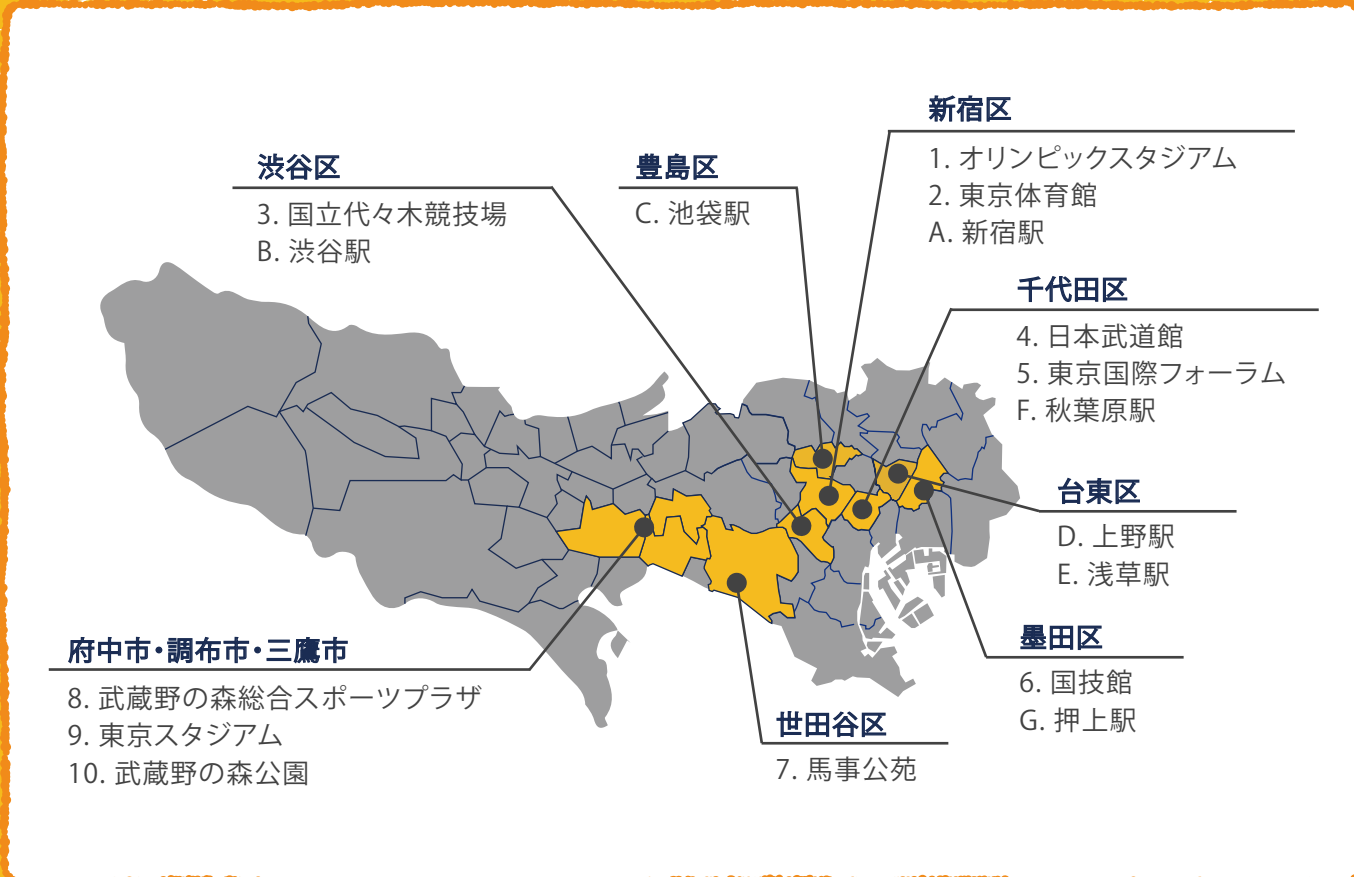 新宿区
1. オリンピックスタジアム
2. 東京体育館
A. 新宿駅
渋谷区
3. 国立代々木競技場
B. 渋谷駅
豊島区
C. 池袋駅
千代田区
4. 日本武道館
5. 東京国際フォーラム
F. 秋葉原駅
台東区
D. 上野駅
E. 浅草駅
墨田区
6. 国技館
G. 押上駅
府中市・調布市・三鷹市
8. 武蔵野の森総合スポーツプラザ
9. 東京スタジアム
10. 武蔵野の森公園
世田谷区
7. 馬事公苑